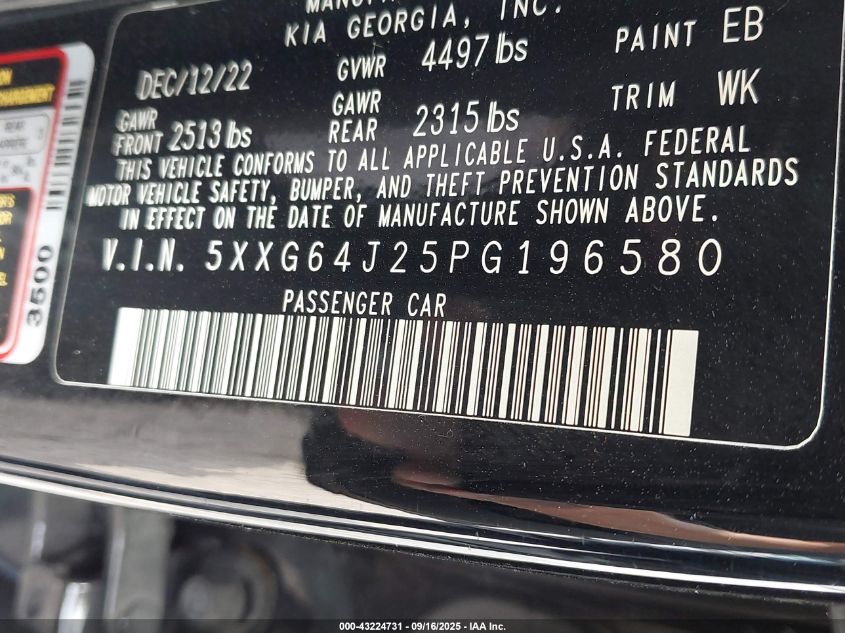 KIA GEORGIA, INC.
DEC/12/22 GVWR 4497 lbs PAINT EB
GAWR FRONT 2513 lbs GAWR REAR 2315 lbs TRIM WK
THIS VEHICLE CONFORMS TO ALL APPLICABLE U.S.A. FEDERAL
MOTOR VEHICLE SAFETY, BUMPER, AND THEFT PREVENTION STANDARDS
IN EFFECT ON THE DATE OF MANUFACTURE SHOWN ABOVE.
V.I.N. 5XXG64J25PG196580
PASSENGER CAR
3500
000-43224731 - 09/16/2025 - IAA Inc.